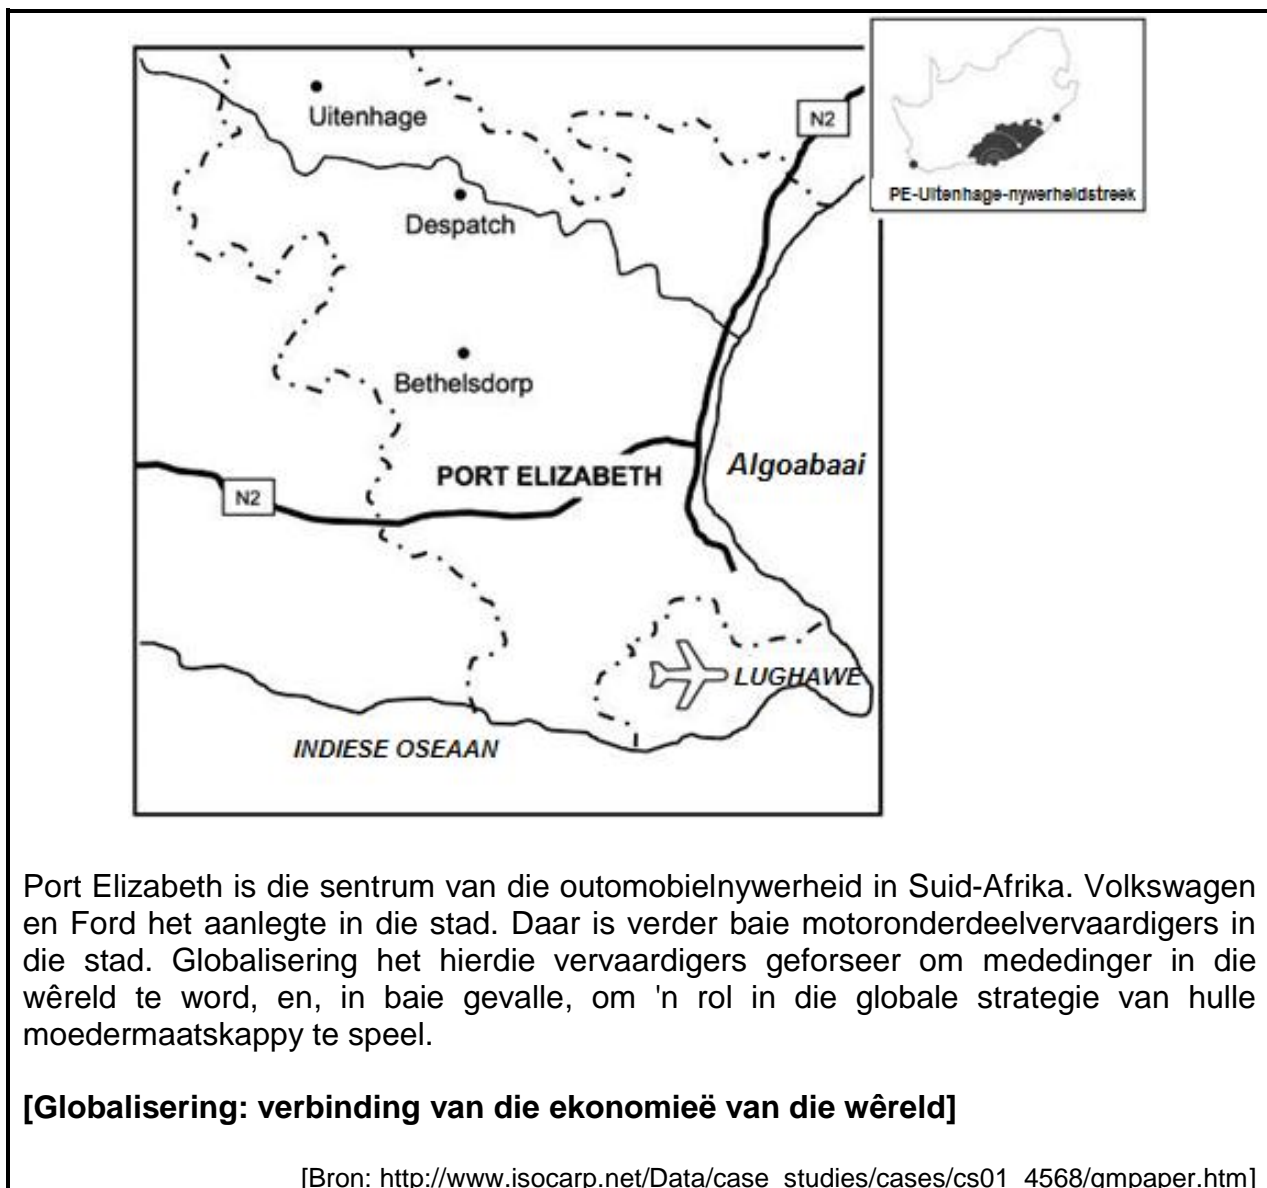 N2
Uitenhage
PE-Uitenhage-nywerheidstreek
Despatch
Bethelsdorp
Algoabaai
PORT ELIZABETH
N2
LUGHAWE
INDIESE OSEAAN
Port Elizabeth is die sentrum van die outomobielnywerheid in Suid-Afrika. Volkswagen
en Ford het aanlegte in die stad. Daar is verder baie motoronderdeelvervaardigers in
die stad. Globalisering het hierdie vervaardigers geforseer om mededinger in die
wêreld te word, en, in baie gevalle, om 'n rol in die globale strategie van hulle
moedermaatskappy te speel.
[Globalisering: verbinding van die ekonomieë van die wêreld]
[Bron: http://www.isocarp.net/Data/case_studies/cases/cs01_4568/gmpaper.htm]